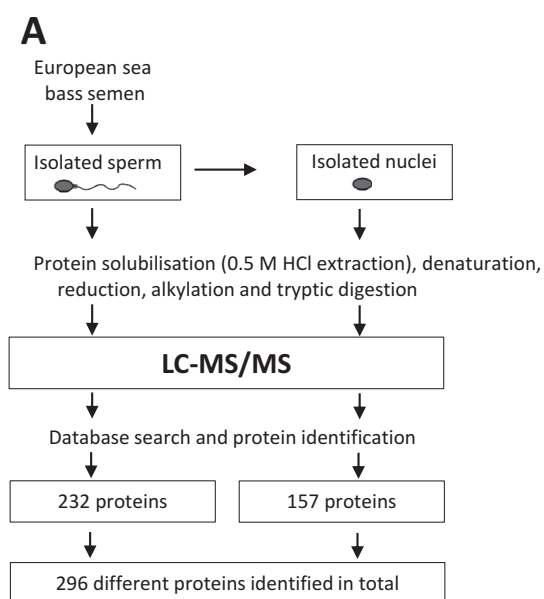 A
European sea
bass semen
Isolated sperm
Isolated nuclei
Protein solubilisation (0.5 M HCl extraction), denaturation,
reduction, alkylation and tryptic digestion
LC-MS/MS
Database search and protein identification
232 proteins
157 proteins
296 different proteins identified in total